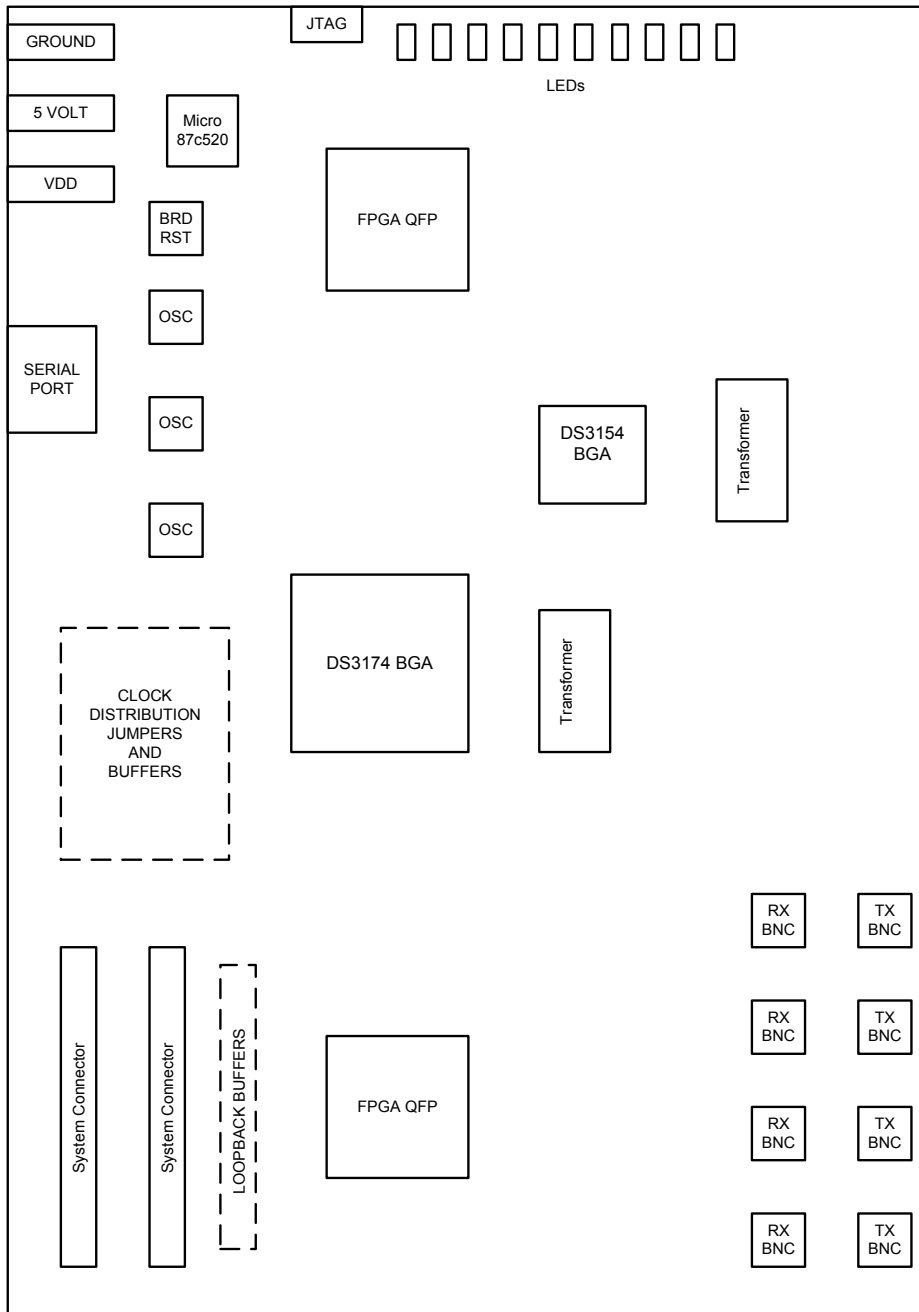 JTAG
GROUND
LEDs
5 VOLT
Micro
87c520
VDD
FPGA QFP
BRD
RST
OSC
SERIAL
PORT
OSC
DS3154
BGA
Transformer
OSC
DS3174 BGA
Transformer
CLOCK
DISTRIBUTION
JUMPERS
AND
BUFFERS
RX
BNC
TX
BNC
RX
BNC
TX
BNC
System Connector
System Connector
LOOPBACK BUFFERS
FPGA QFP
RX
BNC
TX
BNC
RX
BNC
TX
BNC